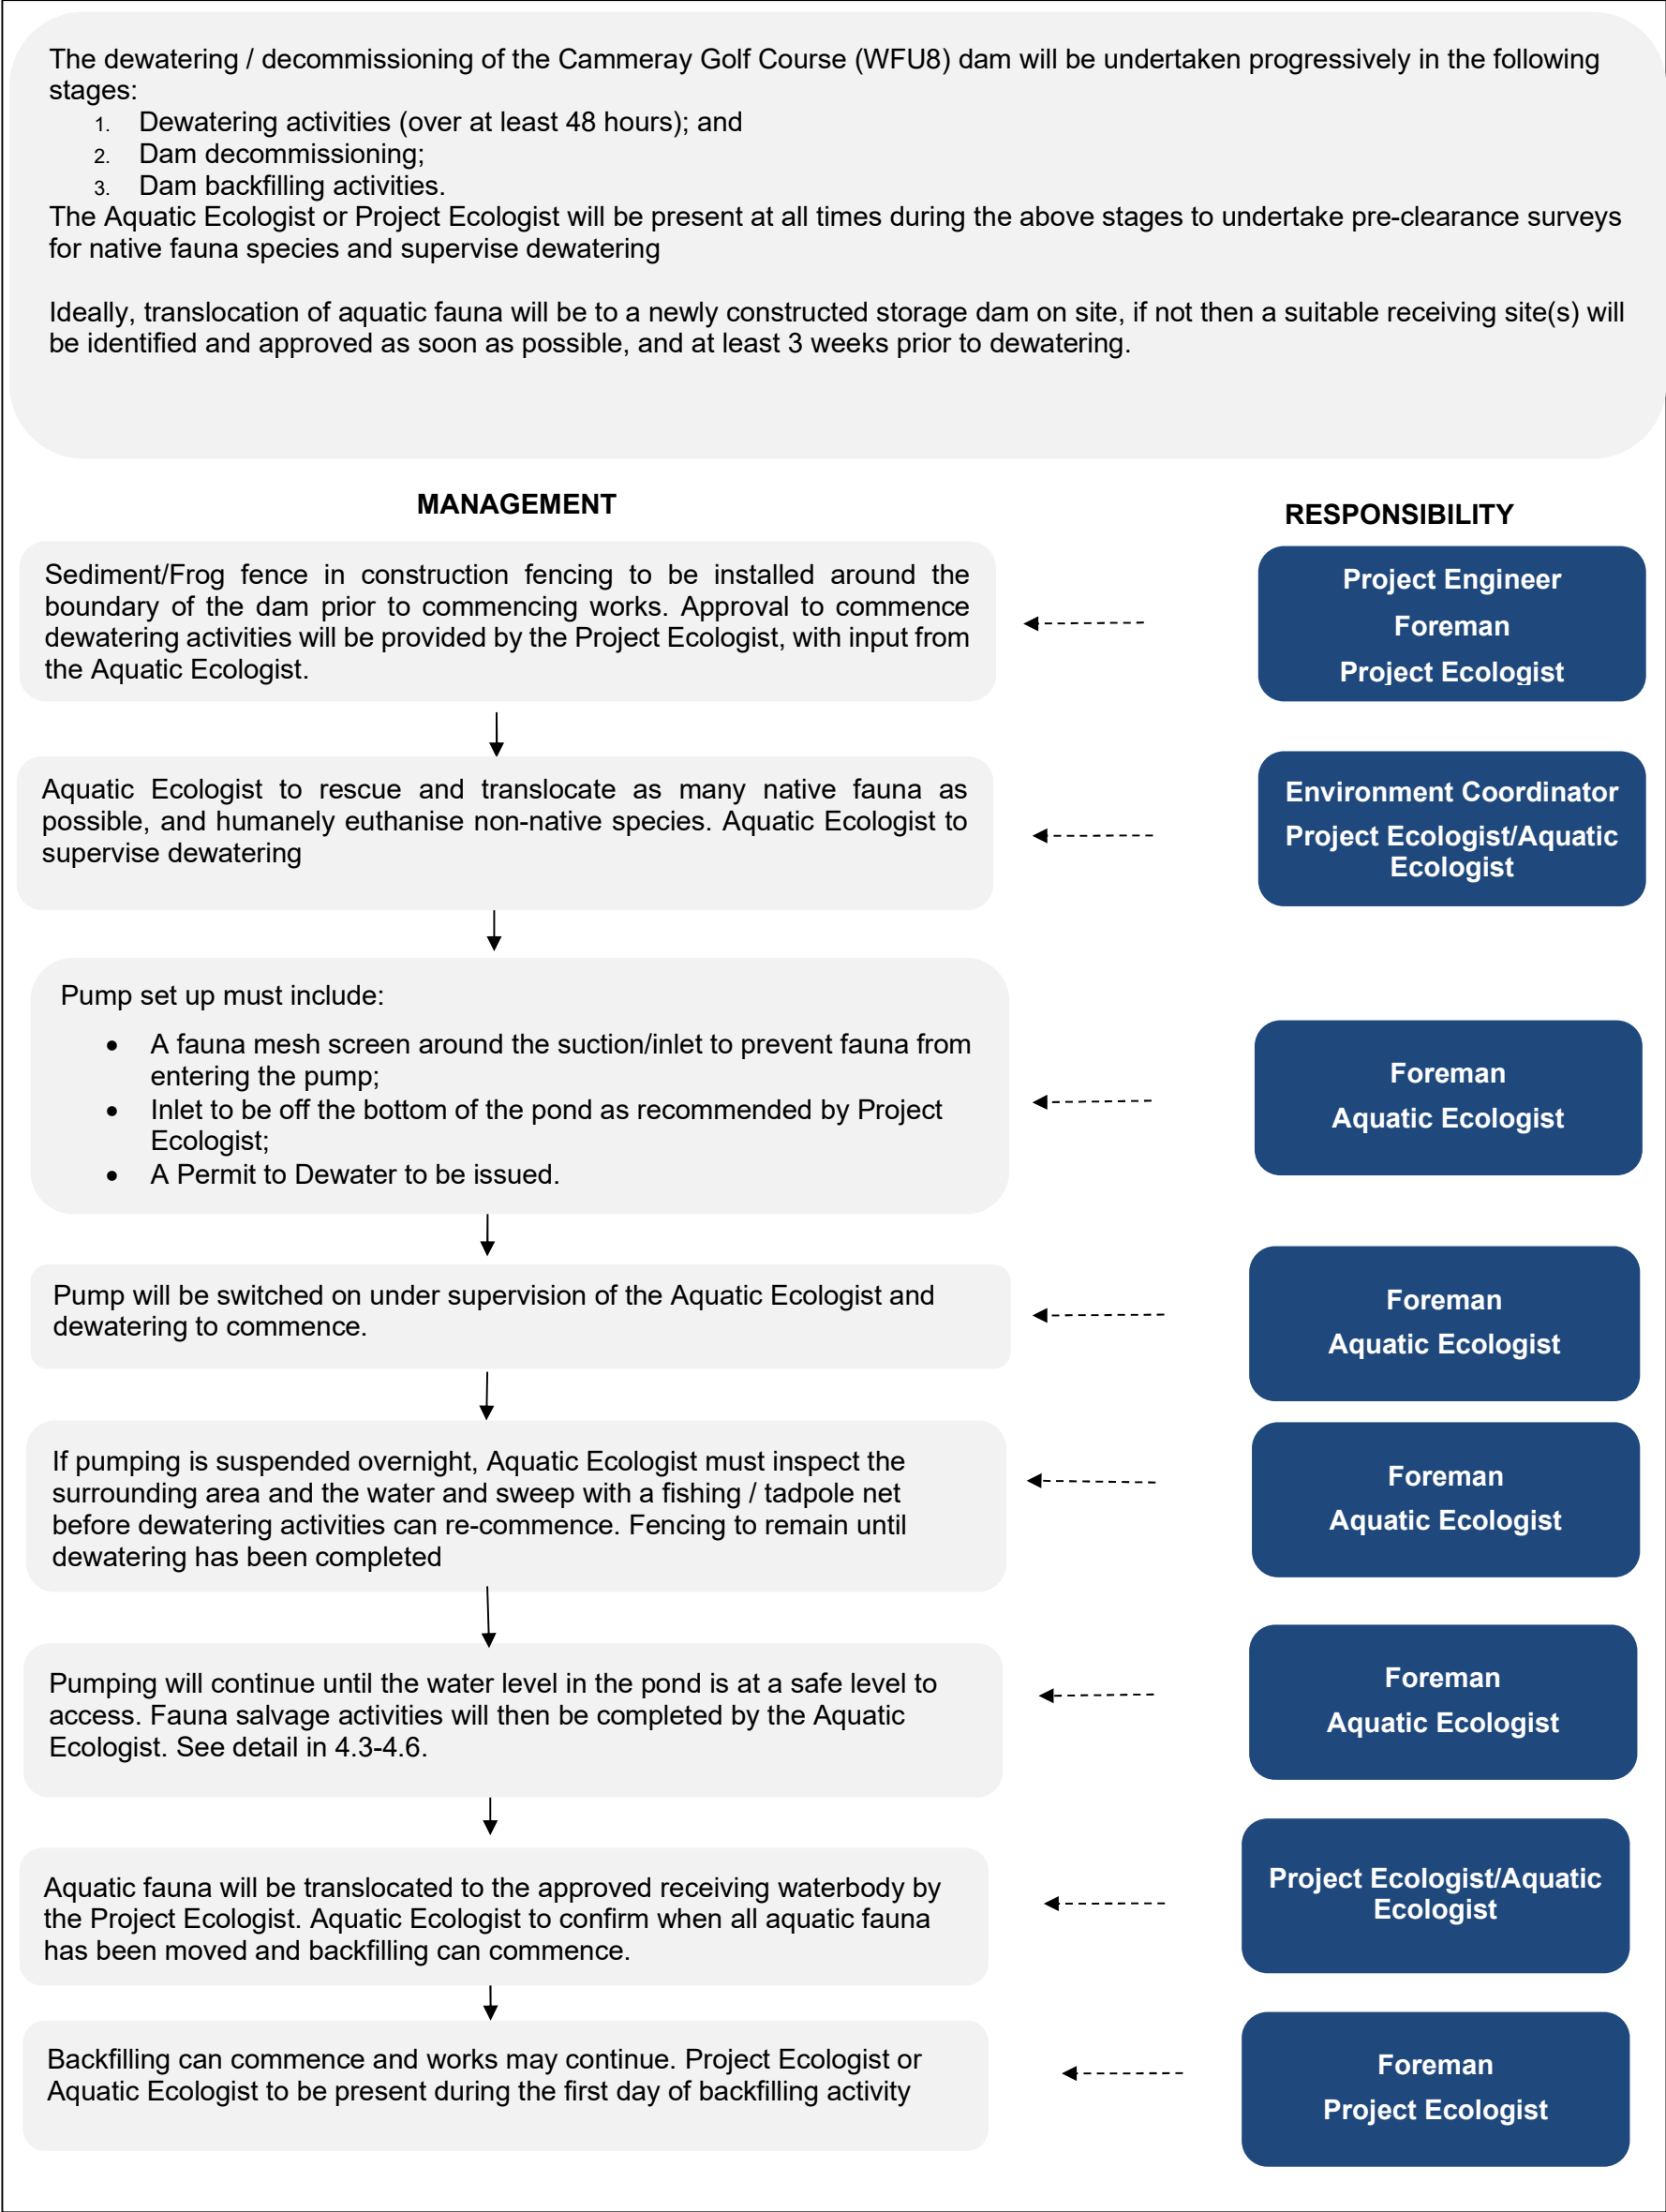 The dewatering / decommissioning of the Cammeray Golf Course (WFU8) dam will be undertaken progressively in the following
stages:
1. Dewatering activities (over at least 48 hours); and
2. Dam decommissioning;
3. Dam backfilling activities.
The Aquatic Ecologist or Project Ecologist will be present at all times during the above stages to undertake pre-clearance surveys
for native fauna species and supervise dewatering
Ideally, translocation of aquatic fauna will be to a newly constructed storage dam on site, if not then a suitable receiving site(s) will
be identified and approved as soon as possible, and at least 3 weeks prior to dewatering.
MANAGEMENT
RESPONSIBILITY
Sediment/Frog fence in construction fencing to be installed around the
boundary of the dam prior to commencing works. Approval to commence
dewatering activities will be provided by the Project Ecologist, with input from
the Aquatic Ecologist.
Project Engineer
Foreman
Project Ecologist
Aquatic Ecologist to rescue and translocate as many native fauna as
possible, and humanely euthanise non-native species. Aquatic Ecologist to
supervise dewatering
Environment Coordinator
Project Ecologist/Aquatic
Ecologist
Pump set up must include:
• A fauna mesh screen around the suction/inlet to prevent fauna from
entering the pump;
• Inlet to be off the bottom of the pond as recommended by Project
Ecologist;
• A Permit to Dewater to be issued.
Foreman
Aquatic Ecologist
Pump will be switched on under supervision of the Aquatic Ecologist and
dewatering to commence.
Foreman
Aquatic Ecologist
If pumping is suspended overnight, Aquatic Ecologist must inspect the
surrounding area and the water and sweep with a fishing / tadpole net
before dewatering activities can re-commence. Fencing to remain until
dewatering has been completed
Foreman
Aquatic Ecologist
Pumping will continue until the water level in the pond is at a safe level to
access. Fauna salvage activities will then be completed by the Aquatic
Ecologist. See detail in 4.3-4.6.
Foreman
Aquatic Ecologist
Aquatic fauna will be translocated to the approved receiving waterbody by
the Project Ecologist. Aquatic Ecologist to confirm when all aquatic fauna
has been moved and backfilling can commence.
Project Ecologist/Aquatic
Ecologist
Backfilling can commence and works may continue. Project Ecologist or
Aquatic Ecologist to be present during the first day of backfilling activity
Foreman
Project Ecologist